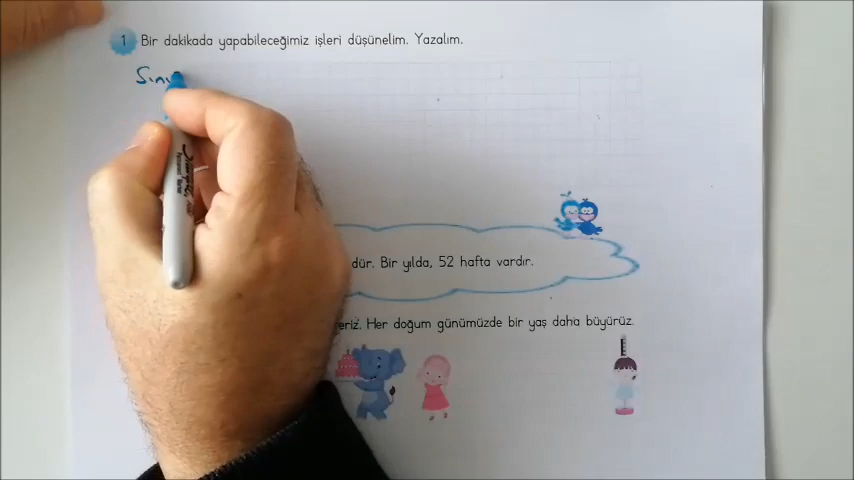 1 Bir dakikada yapabileceğimiz işleri düşünelim. Yazalım.
Sını
dür. Bir yılda, 52 hafta vardır.
eriz. Her doğum günümüzde bir yaş daha büyürüz.